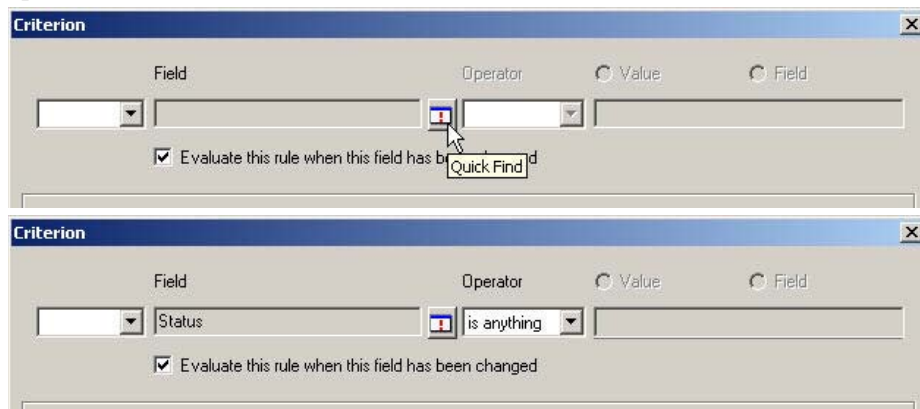 Criterion
Field Operator Value Field
Evaluate this rule when this field has b d
Quick Find
Criterion
Field Operator Value Field
Status is anything
Evaluate this rule when this field has been changed